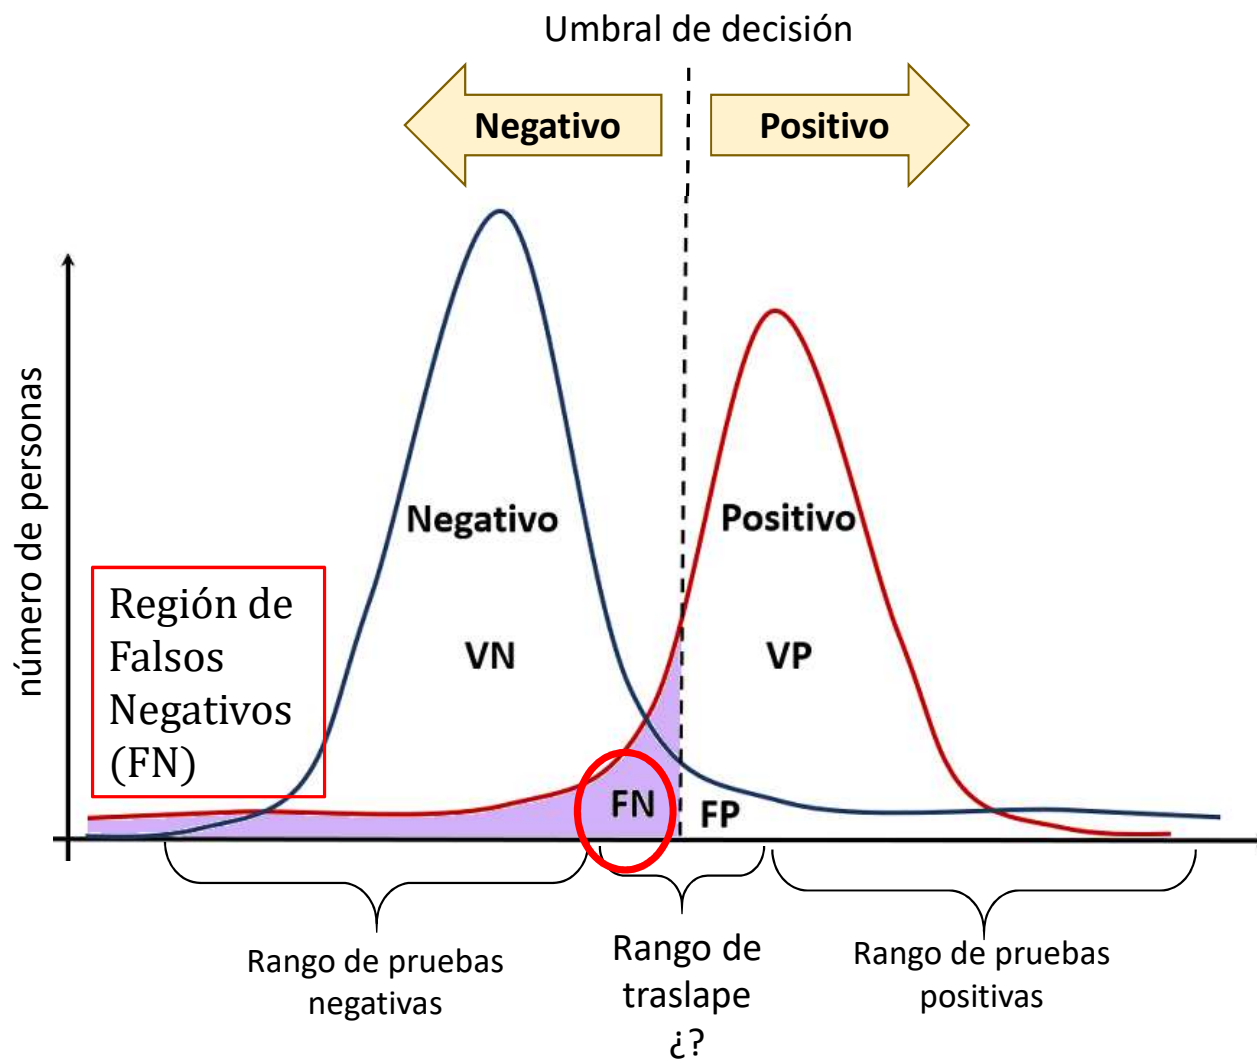 Umbral de decisión
Negativo
Positivo
número de personas
Negativo
Positivo
Región de
Falsos
Negativos
(FN)
VN
VP
FN
FP
Rango de pruebas
negativas
Rango de
traslape
¿?
Rango de pruebas
positivas